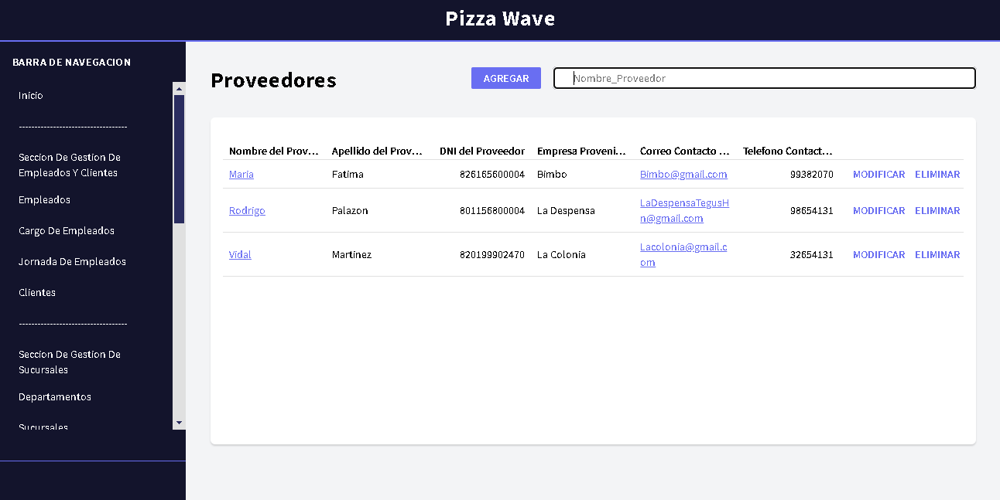 Pizza Wave
BARRA DE NAVEGACION
Inicio
-----------------------------------
Seccion De Gestion De
Empleados Y Clientes
Empleados
Cargo De Empleados
Jornada De Empleados
Clientes
-----------------------------------
Seccion De Gestion De
Sucursales
Departamentos
Sucursales
Proveedores AGREGAR Nombre_Proveedor
Nombre del Prov... Apellido del Prov... DNI del Proveedor Empresa Proveni... Correo Contacto ... Telefono Contact...
Maria Fatima 826165600004 Bimbo Bimbo@gmail.com 99382070 MODIFICAR ELIMINAR
Rodrigo Palazon 801156800004 La Despensa LaDespensaTegusH 98654131 MODIFICAR ELIMINAR
n@gmail.com
Vidal Martinez 820199902470 La Colonia Lacolonia@gmail.c 32654131 MODIFICAR ELIMINAR
om